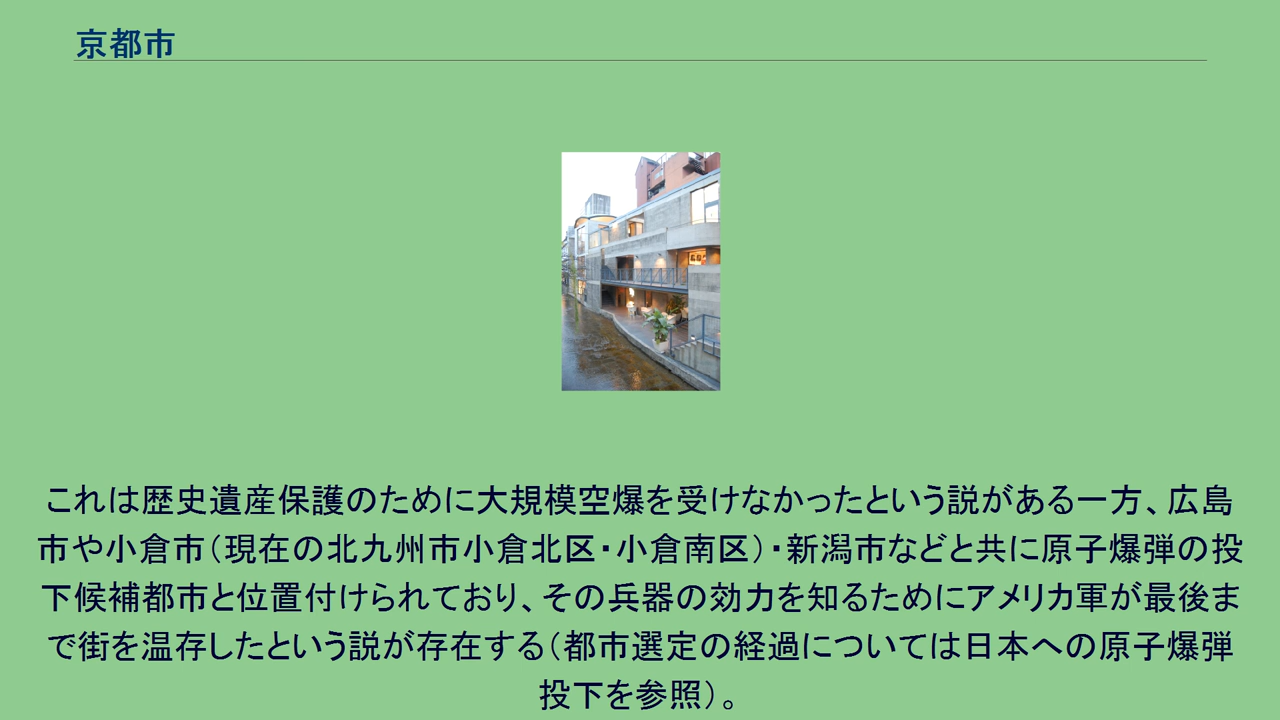 京都市
これは歴史遺産保護のために大規模空爆を受けなかったという説がある一方、広島
市や小倉市（現在の北九州市小倉北区・小倉南区）・新潟市などと共に原子爆弾の投
下候補都市と位置付けられており、その兵器の効力を知るためにアメリカ軍が最後ま
で街を温存したという説が存在する（都市選定の経過については日本への原子爆弾
投下を参照）。